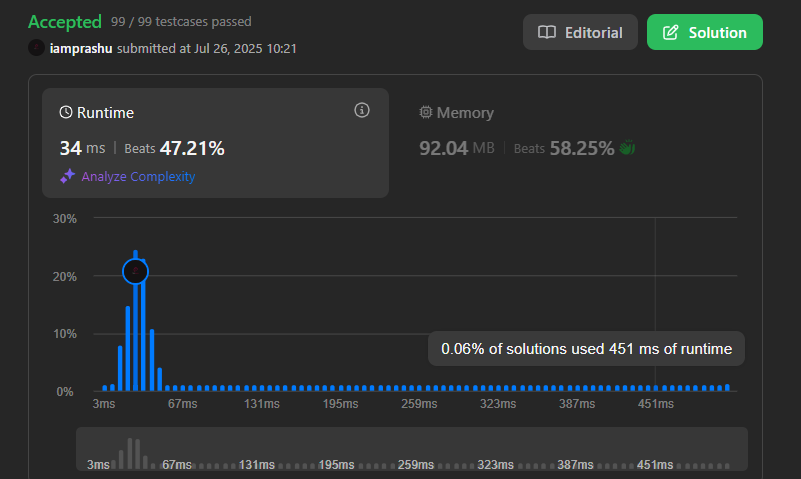 Accepted 99 / 99 testcases passed
iamprashu submitted at Jul 26, 2025 10:21
Editorial
Solution
Runtime
34 ms | Beats 47.21%
Analyze Complexity
Memory
92.04 MB | Beats 58.25%
30%
20%
10%
0%
0.06% of solutions used 451 ms of runtime
3ms 67ms 131ms 195ms 259ms 323ms 387ms 451ms
3ms 67ms 131ms 195ms 259ms 323ms 387ms 451ms